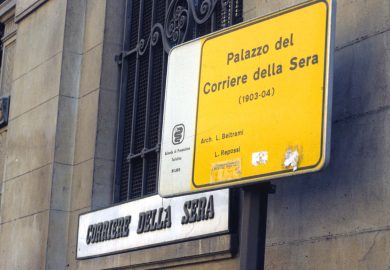 Palazzo del
Corriere della Sera
(1903-04)
Arch. L. Beltrami
L. Repossi
CORRIERE DELLA SERA